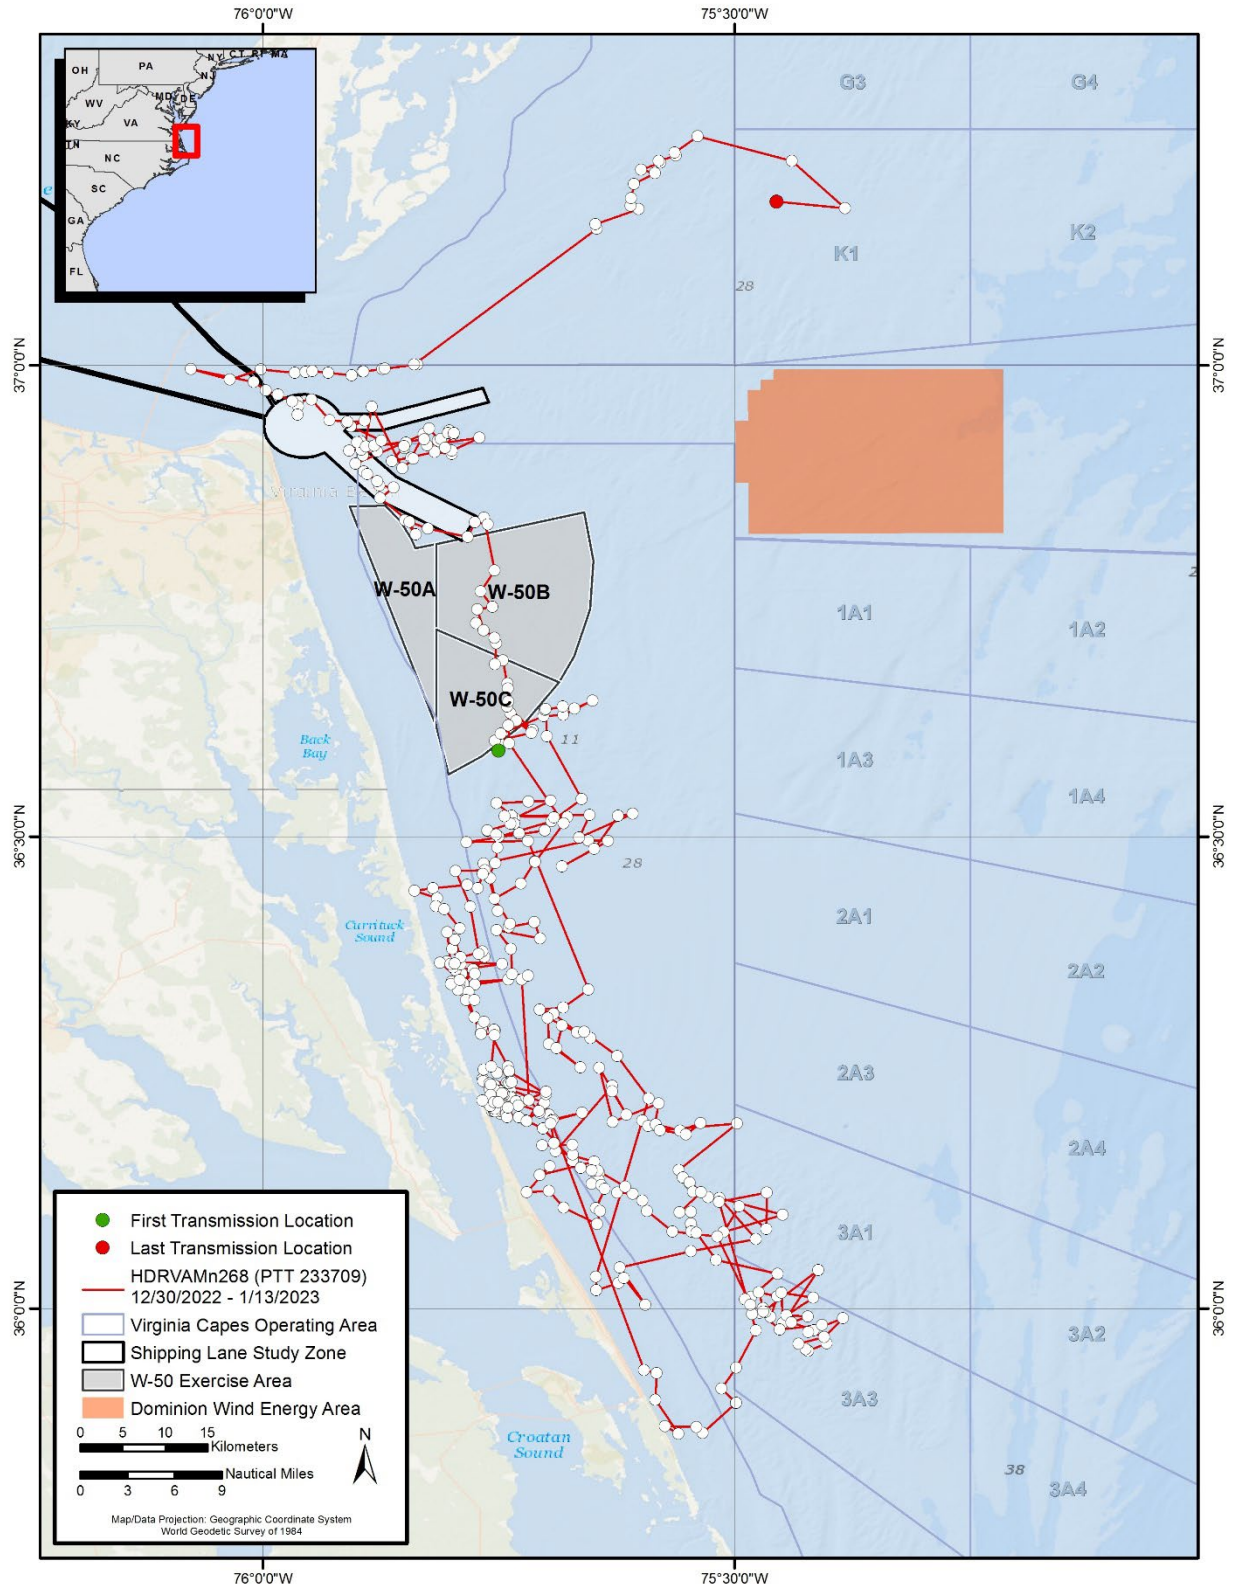 76°0'0"W
75°30'0"W
NY
CT
RI
MA
OH
PA
NJ
MD
DE
WV
VA
KY
TN
NC
SC
GA
FL
G3
G4
K1
K2
28
37°0'0"N
37°0'0"N
W-50A
W-50B
W-50C
1A1
1A2
Back
Bay
11
1A3
1A4
36°30'0"N
36°30'0"N
28
Currituck
Sound
2A1
2A2
2A3
2A4
3A1
36°0'0"N
36°0'0"N
3A2
3A3
Croatan
Sound
38
3A4
First Transmission Location
Last Transmission Location
HDRVAMn268 (PTT 233709)
12/30/2022 - 1/13/2023
Virginia Capes Operating Area
Shipping Lane Study Zone
W-50 Exercise Area
Dominion Wind Energy Area
0 5 10 15
Kilometers
N
Nautical Miles
0 3 6 9
Map/Data Projection: Geographic Coordinate System
World Geodetic Survey of 1984
76°0'0"W
75°30'0"W